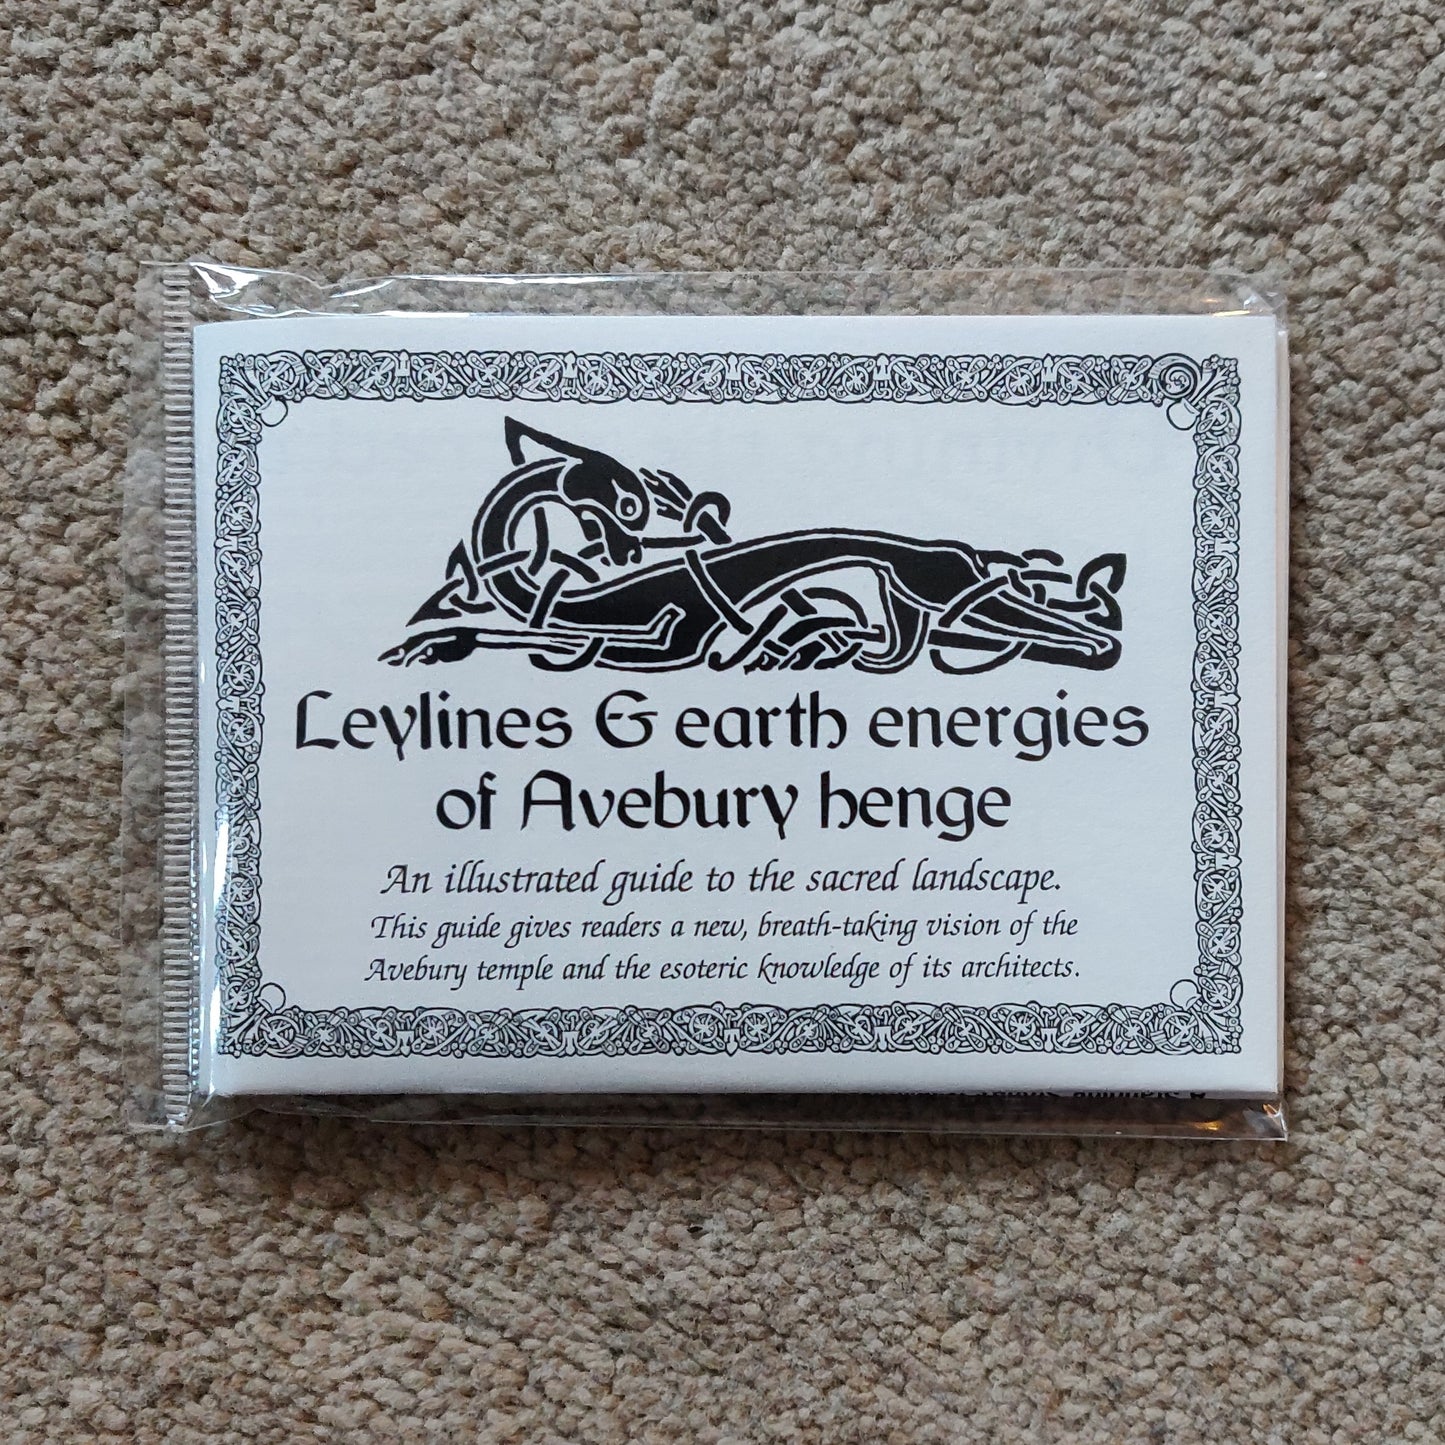 Leylines & earth energies
of Avebury henge
An illustrated guide to the sacred landscape.
This guide gives readers a new, breath-taking vision of the
Avebury temple and the esoteric knowledge of its architects.